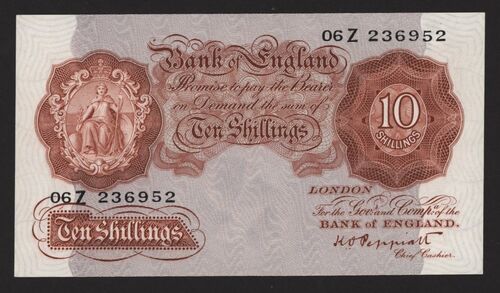 06Z 236952
Bank of England
Promise to pay the Bearer
on Demand the sum of
Ten Shillings
10
SHILLINGS
06Z 236952
LONDON
For the Govr. and Compa. of the
BANK OF ENGLAND.
Ten Shillings
K O Peppiatt
Chief Cashier.